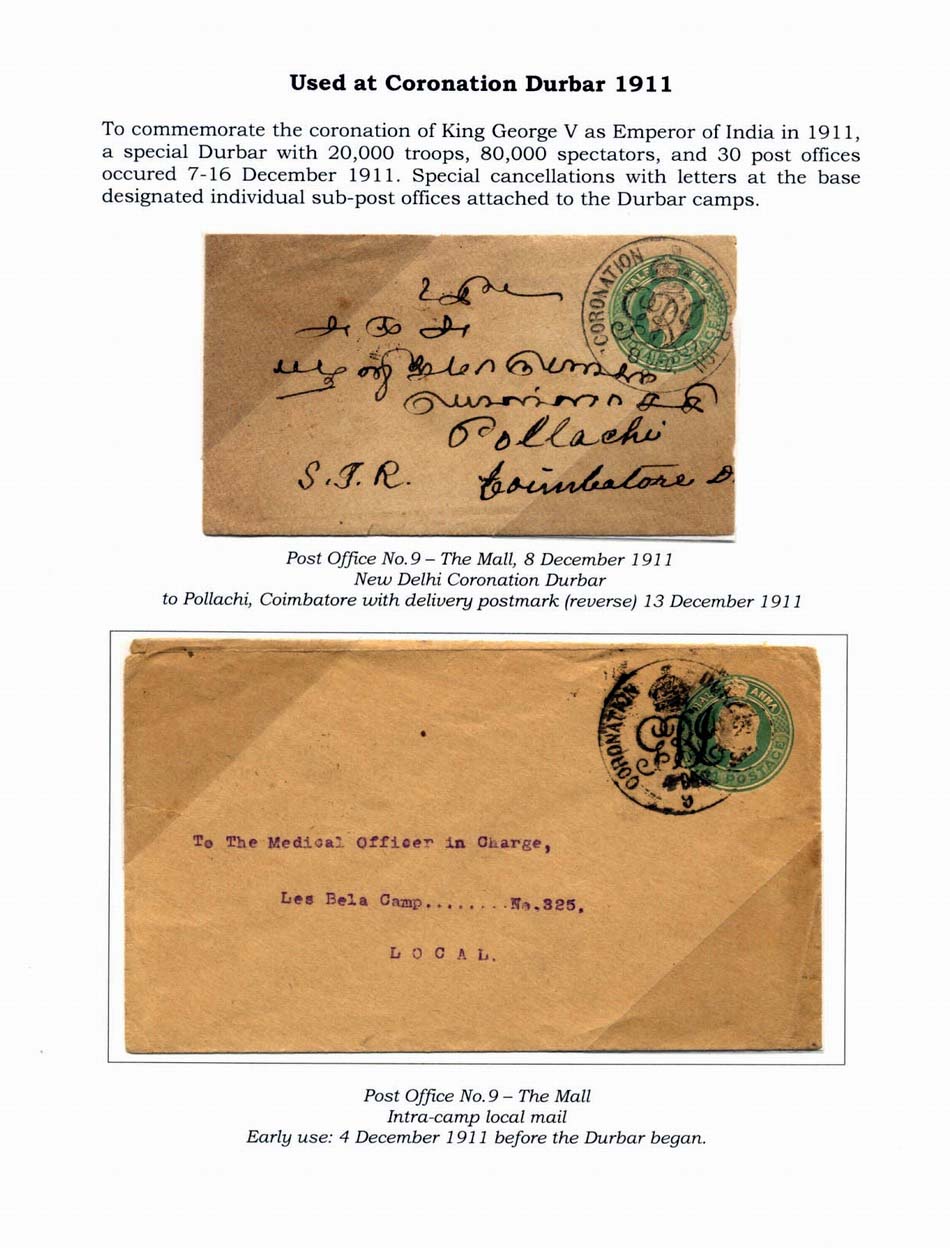 Used at Coronation Durbar 1911
To commemorate the coronation of King George V as Emperor of India in 1911,
a special Durbar with 20,000 troops, 80,000 spectators, and 30 post offices
occured 7-16 December 1911. Special cancellations with letters at the base
designated individual sub-post offices attached to the Durbar camps.
CORONATION
Pollachi
S.I.R. Coimbatore D.
Post Office No.9 – The Mall, 8 December 1911
New Delhi Coronation Durbar
to Pollachi, Coimbatore with delivery postmark (reverse) 13 December 1911
CORONATION
ANNA
POSTAGE
To The Medical Officer in Charge,
Les Bela Camp........No.325.
LOCAL.
Post Office No.9 – The Mall
Intra-camp local mail
Early use: 4 December 1911 before the Durbar began.